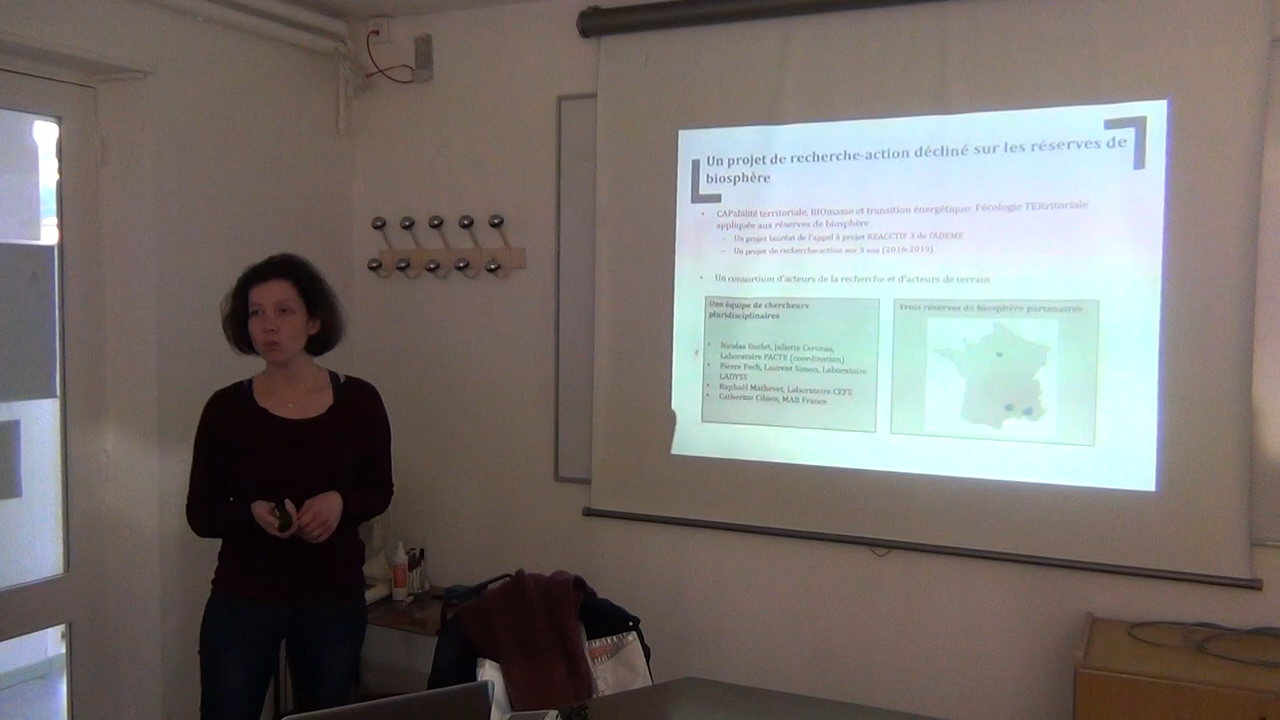 Un projet de recherche-action décliné sur les réserves de
biosphère
• CAPabilité territoriale, BIOmasse et transition énergétique: l'écologie TERritoriale
appliquée aux réserves de biosphère
– Un projet lauréat de l'appel à projet REACCTIF 3 de l'ADEME
– Un projet de recherche-action sur 3 ans (2016-2019)
• Un consortium d'acteurs de la recherche et d'acteurs de terrain
Une équipe de chercheurs
pluridisciplinaires
• Nicolas Buclet, Juliette Cerceau,
Laboratoire PACTE (coordination)
• Pierre Pech, Laurent Simon, Laboratoire
LADYSS
• Raphaël Mathevet, Laboratoire CEFE
• Catherine Cibien, MAB France
Trois réserves de biosphère partenaires